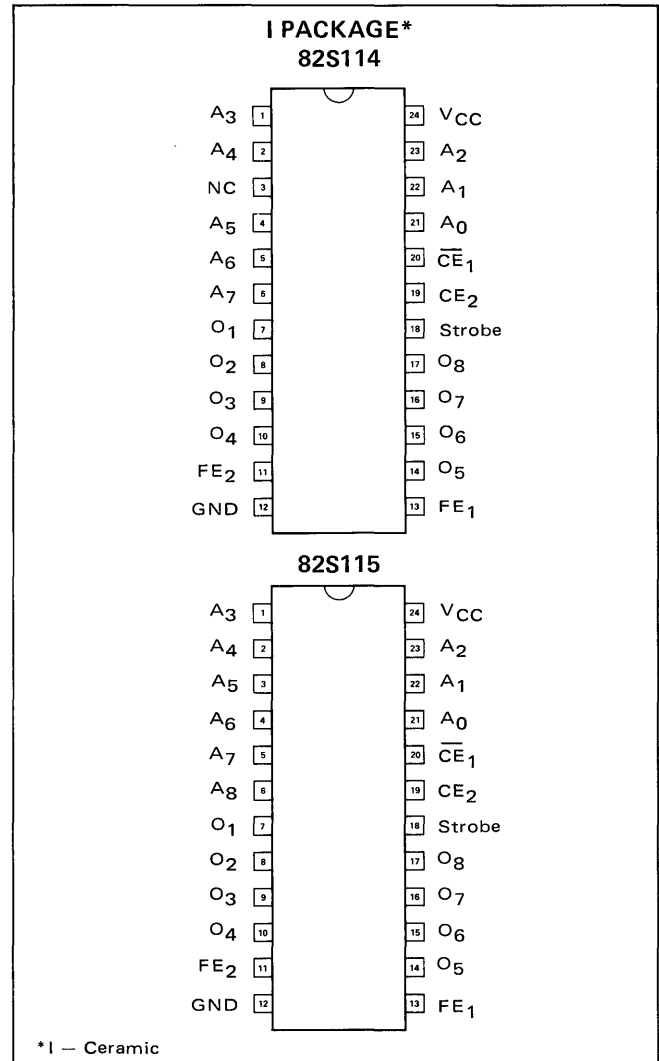 I PACKAGE*
82S114
A3 1 24 VCC
A4 2 23 A2
NC 3 22 A1
A5 4 21 A0
A6 5 20 C̅E̅1
A7 6 19 CE2
O1 7 18 Strobe
O2 8 17 O8
O3 9 16 O7
O4 10 15 O6
FE2 11 14 O5
GND 12 13 FE1
82S115
A3 1 24 VCC
A4 2 23 A2
A5 3 22 A1
A6 4 21 A0
A7 5 20 C̅E̅1
A8 6 19 CE2
O1 7 18 Strobe
O2 8 17 O8
O3 9 16 O7
O4 10 15 O6
FE2 11 14 O5
GND 12 13 FE1
*I — Ceramic